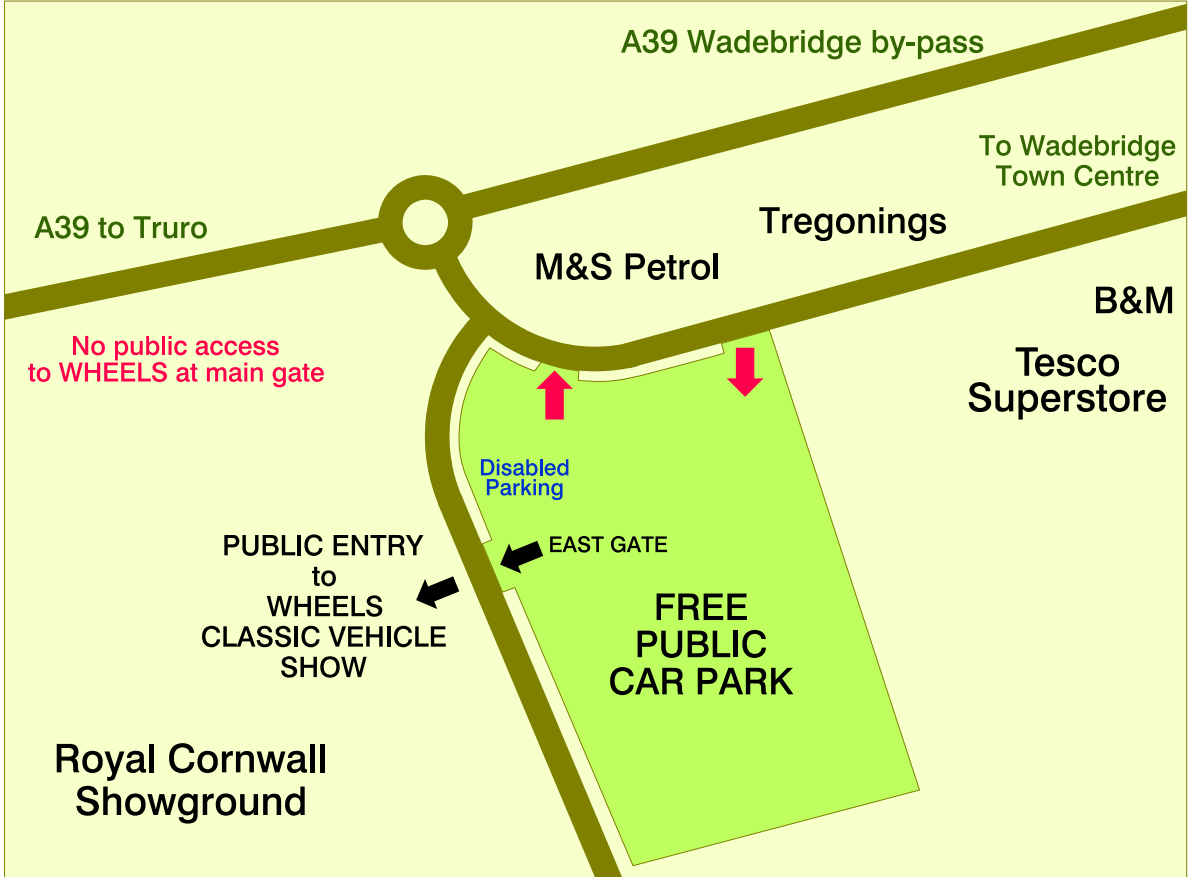 A39 Wadebridge by-pass
To Wadebridge
Town Centre
A39 to Truro
Tregonings
M&S Petrol
B&M
No public access
to WHEELS at main gate
Tesco
Superstore
Disabled
Parking
EAST GATE
PUBLIC ENTRY
to
WHEELS
CLASSIC VEHICLE
SHOW
FREE
PUBLIC
CAR PARK
Royal Cornwall
Showground